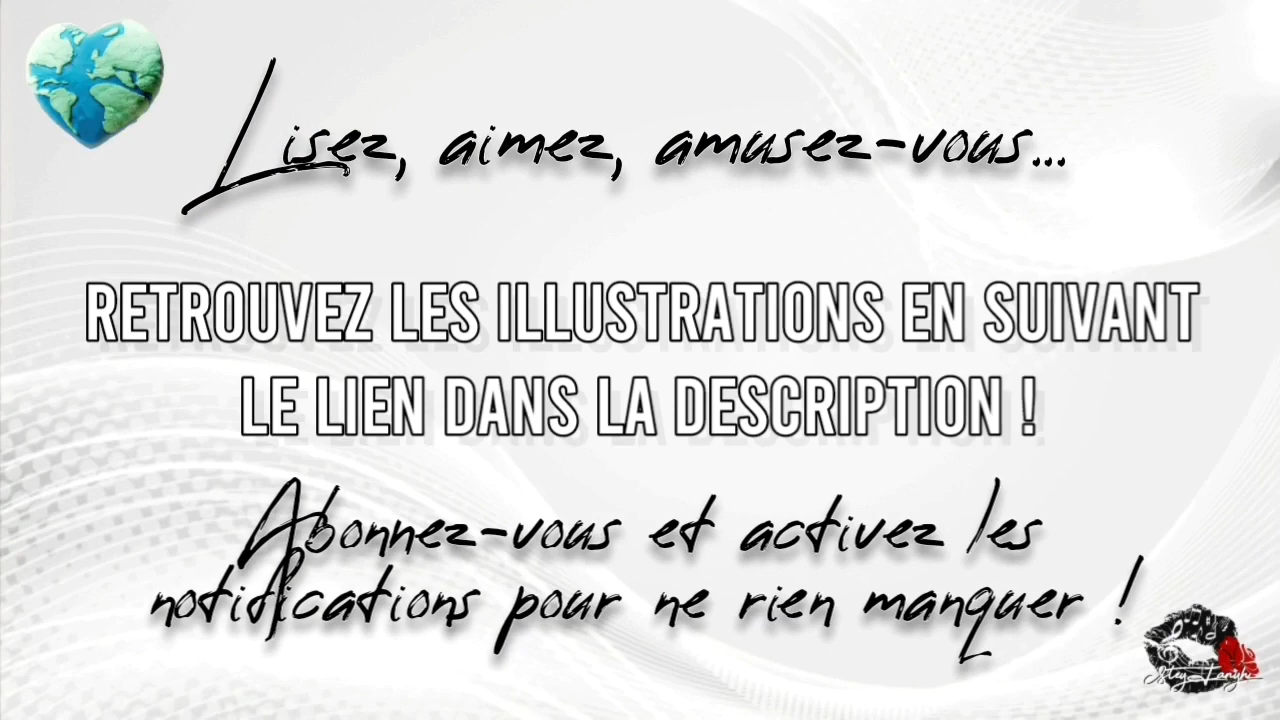 Lisez, aimez, amusez-vous...
RETROUVEZ LES ILLUSTRATIONS EN SUIVANT
LE LIEN DANS LA DESCRIPTION !
Abonnez-vous et activez les
notifications pour ne rien manquer !